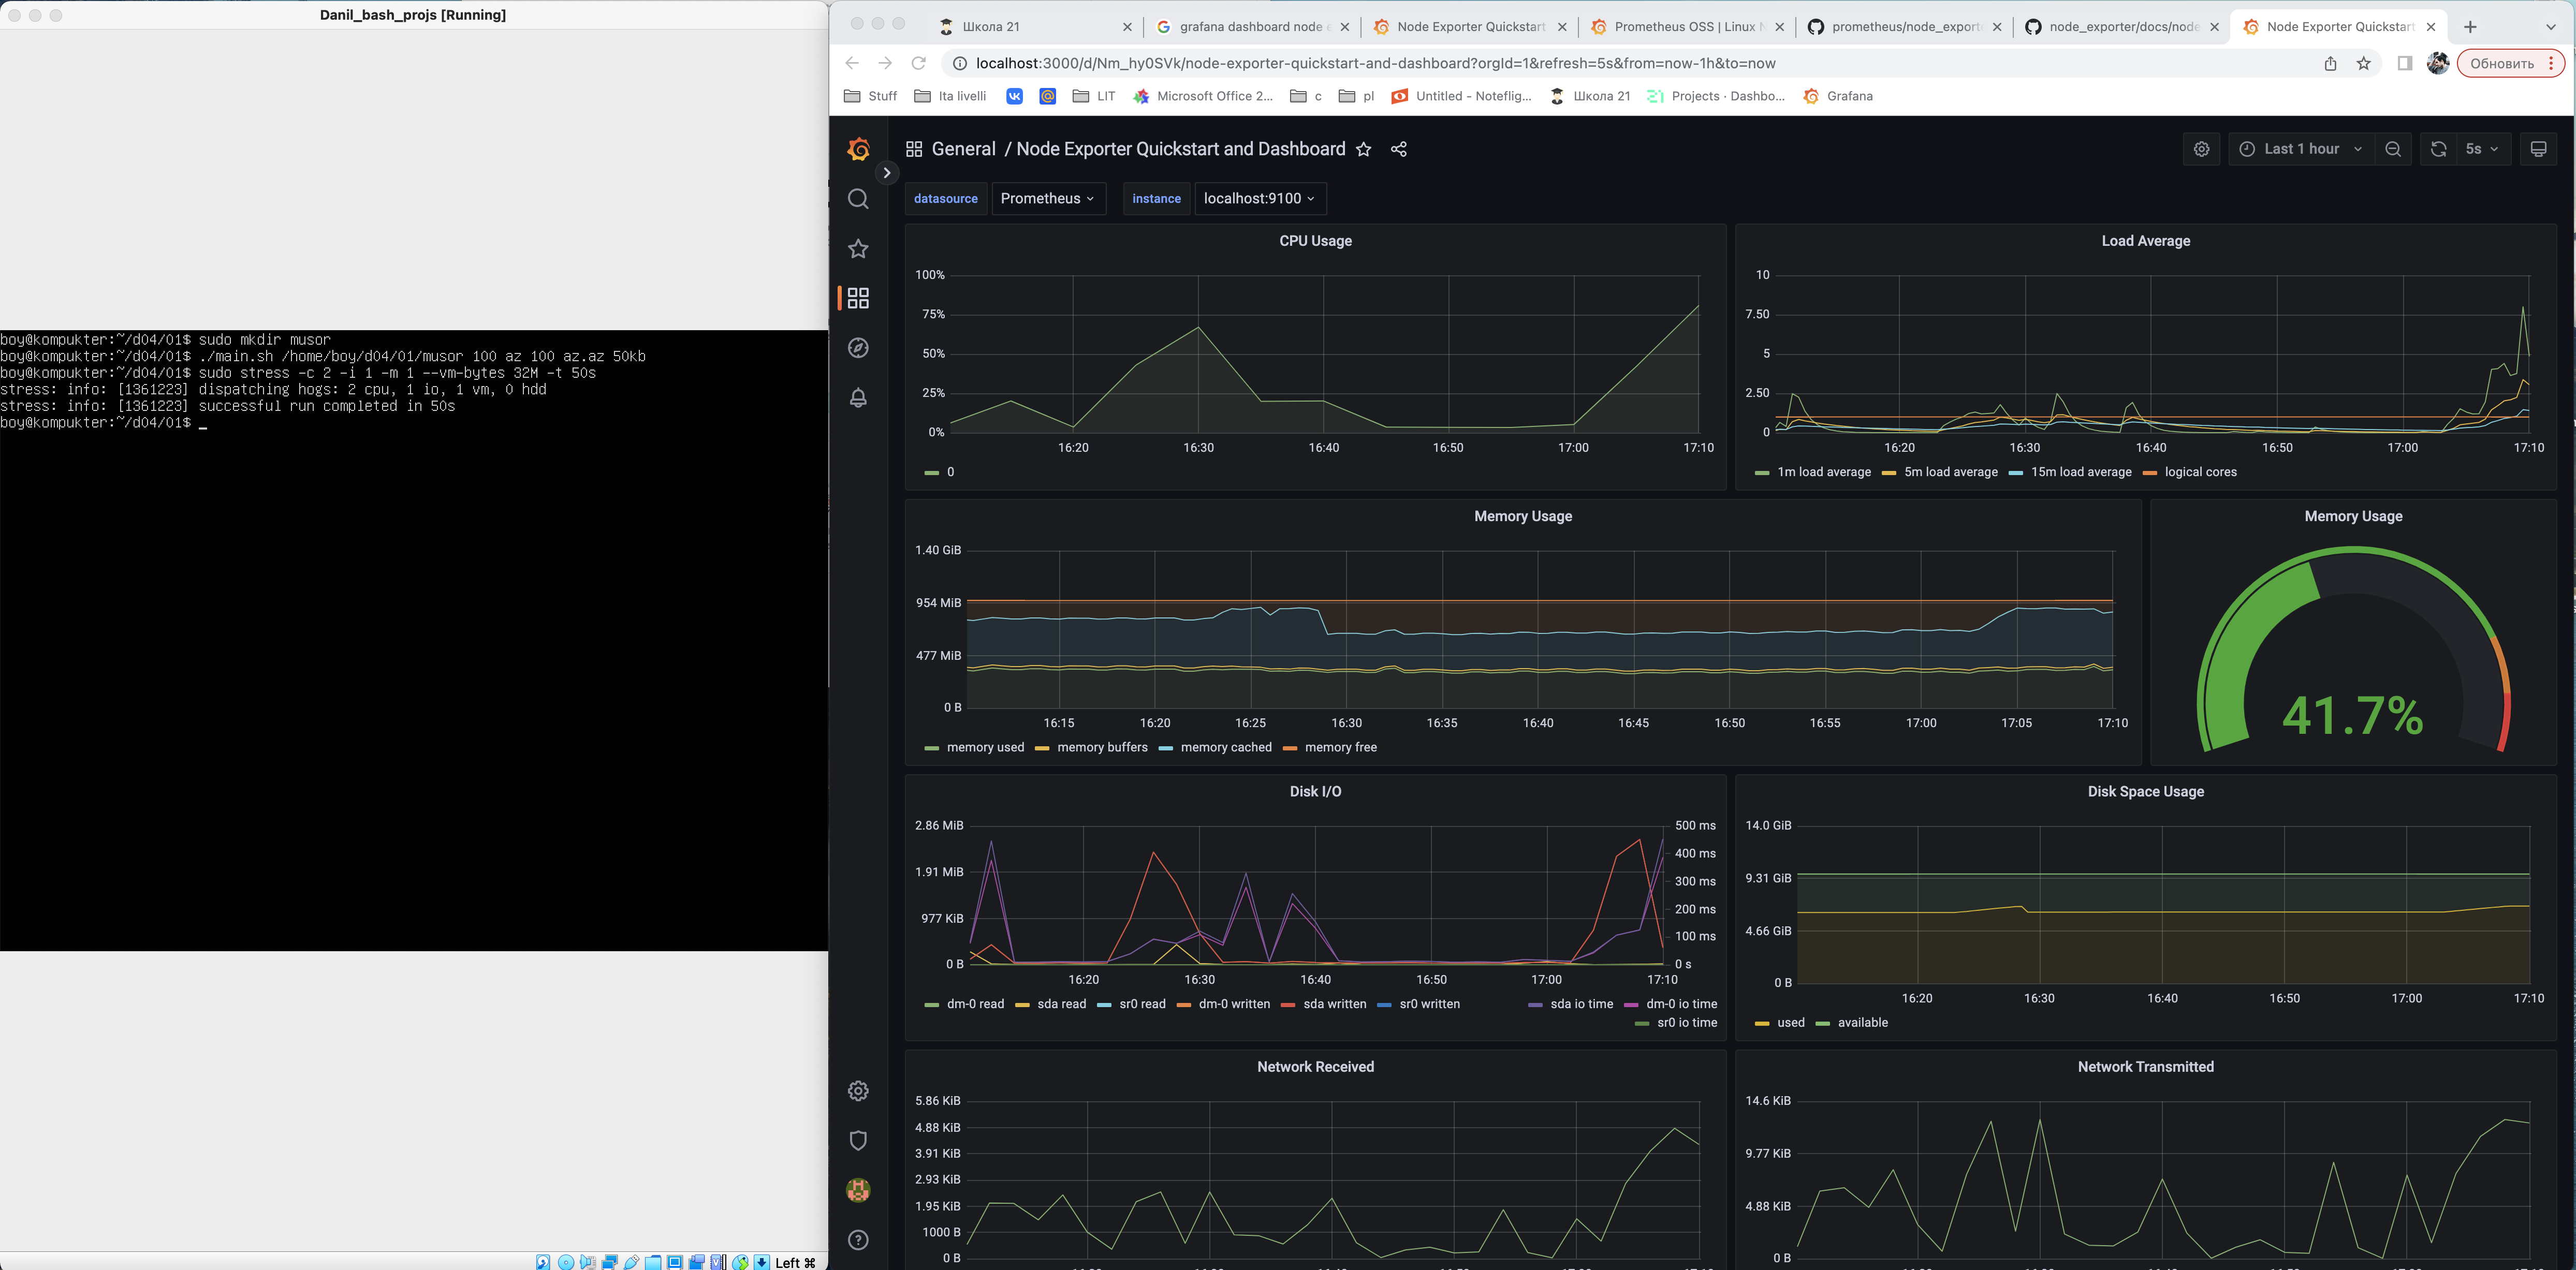 Danil_bash_projs [Running]
boy@kompukter:~/d04/01$ sudo mkdir musor
boy@kompukter:~/d04/01$ ./main.sh /home/boy/d04/01/musor 100 az 100 az.az 50kb
boy@kompukter:~/d04/01$ sudo stress -c 2 -i 1 -m 1 --vm-bytes 32M -t 50s
stress: info: [1361223] dispatching hogs: 2 cpu, 1 io, 1 vm, 0 hdd
stress: info: [1361223] successful run completed in 50s
boy@kompukter:~/d04/01$ _
Left ⌘
Школа 21
grafana dashboard node e
Node Exporter Quickstart
Prometheus OSS | Linux N
prometheus/node_exporte
node_exporter/docs/node
Node Exporter Quickstart
localhost:3000/d/Nm_hy0SVk/node-exporter-quickstart-and-dashboard?orgId=1&refresh=5s&from=now-1h&to=now
Обновить
Stuff Ita livelli LIT Microsoft Office 2... c pl Untitled - Noteflig... Школа 21 Projects · Dashbo... Grafana
General / Node Exporter Quickstart and Dashboard
Last 1 hour 5s
datasource Prometheus instance localhost:9100
CPU Usage
100%
75%
50%
25%
0%
16:20 16:30 16:40 16:50 17:00 17:10
0
Load Average
10
7.50
5
2.50
0
16:20 16:30 16:40 16:50 17:00 17:10
1m load average 5m load average 15m load average logical cores
Memory Usage
1.40 GiB
954 MiB
477 MiB
0 B
16:15 16:20 16:25 16:30 16:35 16:40 16:45 16:50 16:55 17:00 17:05 17:10
memory used memory buffers memory cached memory free
Memory Usage
41.7%
Disk I/O
2.86 MiB
1.91 MiB
977 KiB
0 B
500 ms
400 ms
300 ms
200 ms
100 ms
0 s
16:20 16:30 16:40 16:50 17:00 17:10
dm-0 read sda read sr0 read dm-0 written sda written sr0 written sda io time dm-0 io time
sr0 io time
Disk Space Usage
14.0 GiB
9.31 GiB
4.66 GiB
0 B
16:20 16:30 16:40 16:50 17:00 17:10
used available
Network Received
5.86 KiB
4.88 KiB
3.91 KiB
2.93 KiB
1.95 KiB
1000 B
0 B
Network Transmitted
14.6 KiB
9.77 KiB
4.88 KiB
0 B